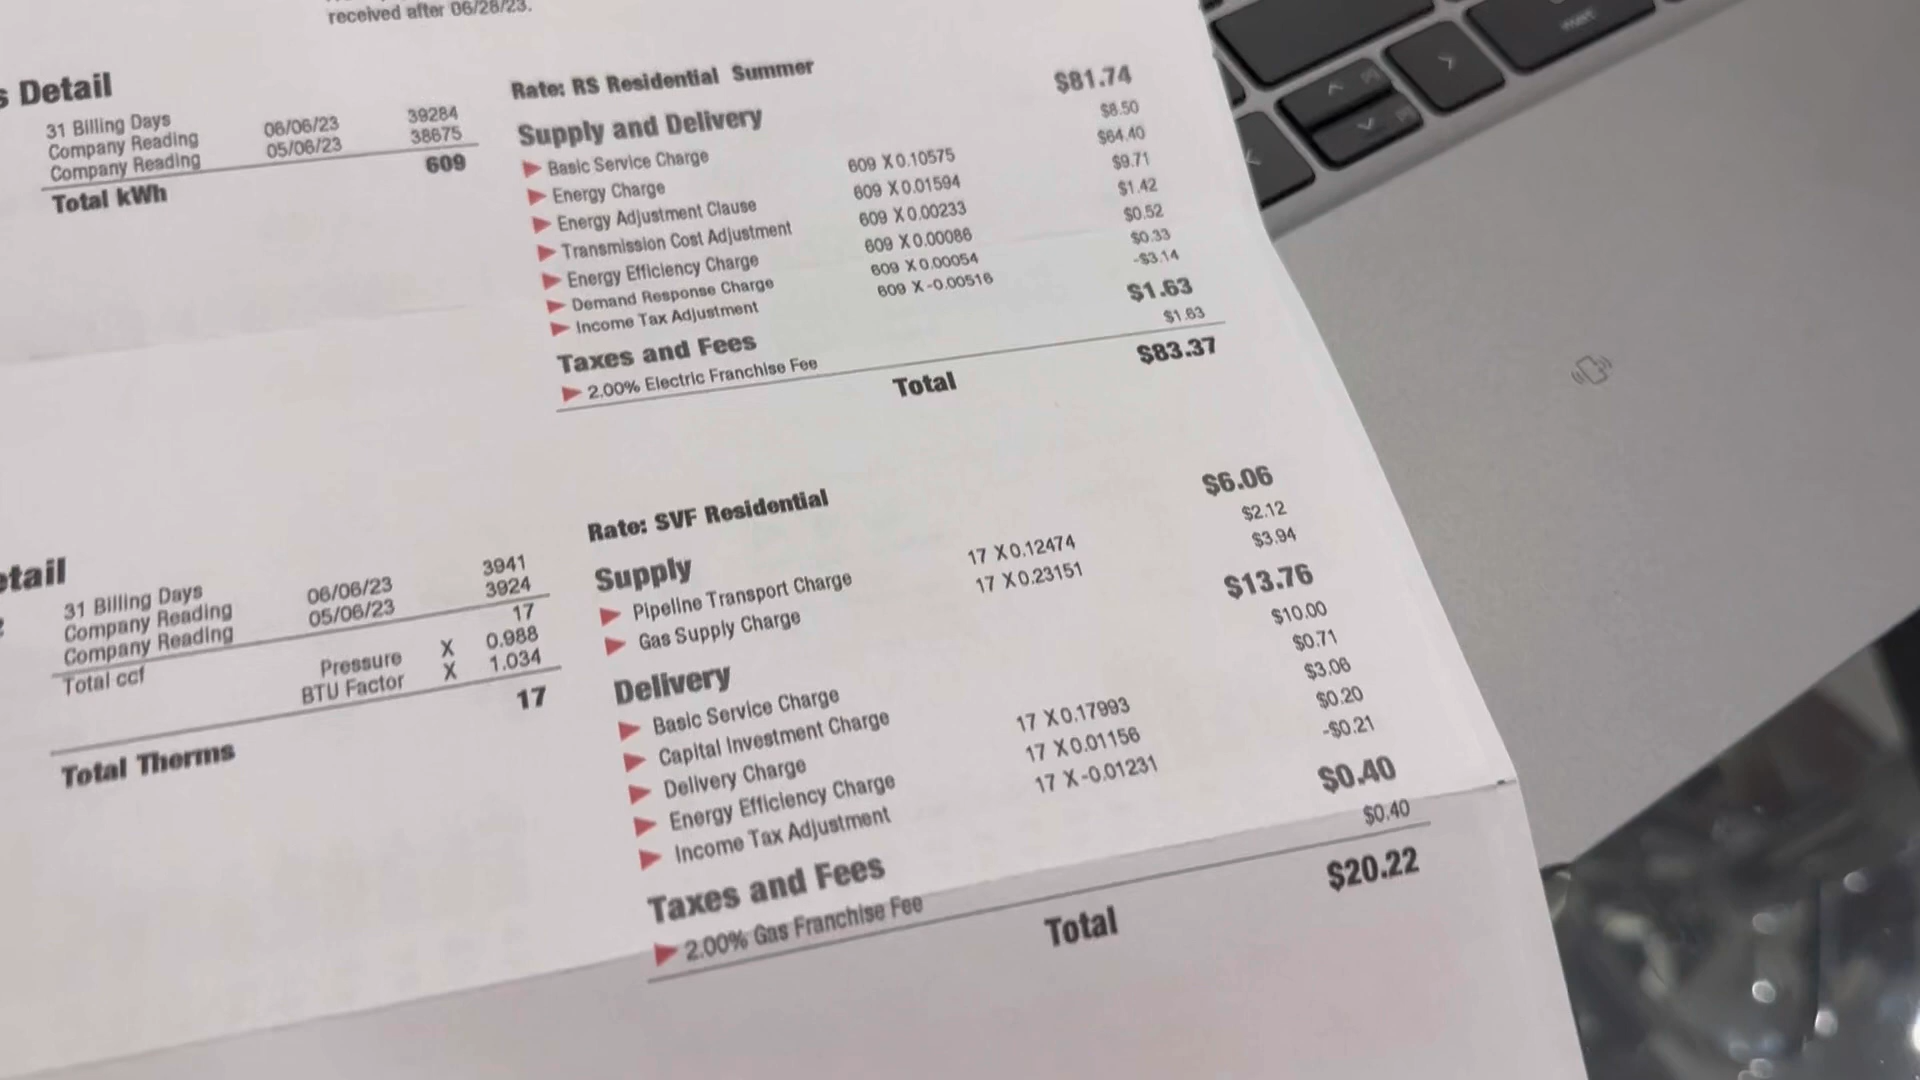 received after 06/28/23.
s Detail
31 Billing Days
Company Reading 06/06/23 39284
Company Reading 05/06/23 38675
Total kWh 609
Rate: RS Residential Summer
Supply and Delivery $81.74
Basic Service Charge $8.50
Energy Charge 609 X 0.10575 $64.40
Energy Adjustment Clause 609 X 0.01594 $9.71
Transmission Cost Adjustment 609 X 0.00233 $1.42
Energy Efficiency Charge 609 X 0.00086 $0.52
Demand Response Charge 609 X 0.00054 $0.33
Income Tax Adjustment 609 X -0.00516 -$3.14
Taxes and Fees $1.63
2.00% Electric Franchise Fee $1.63
Total $83.37
etail
31 Billing Days
Company Reading 06/06/23 3941
Company Reading 05/06/23 3924
Total ccf 17
Pressure X 0.988
BTU Factor X 1.034
Total Therms 17
Rate: SVF Residential
Supply $6.06
Pipeline Transport Charge 17 X 0.12474 $2.12
Gas Supply Charge 17 X 0.23151 $3.94
Delivery $13.76
Basic Service Charge $10.00
Capital Investment Charge $0.71
Delivery Charge 17 X 0.17993 $3.06
Energy Efficiency Charge 17 X 0.01156 $0.20
Income Tax Adjustment 17 X -0.01231 -$0.21
Taxes and Fees $0.40
2.00% Gas Franchise Fee $0.40
Total $20.22